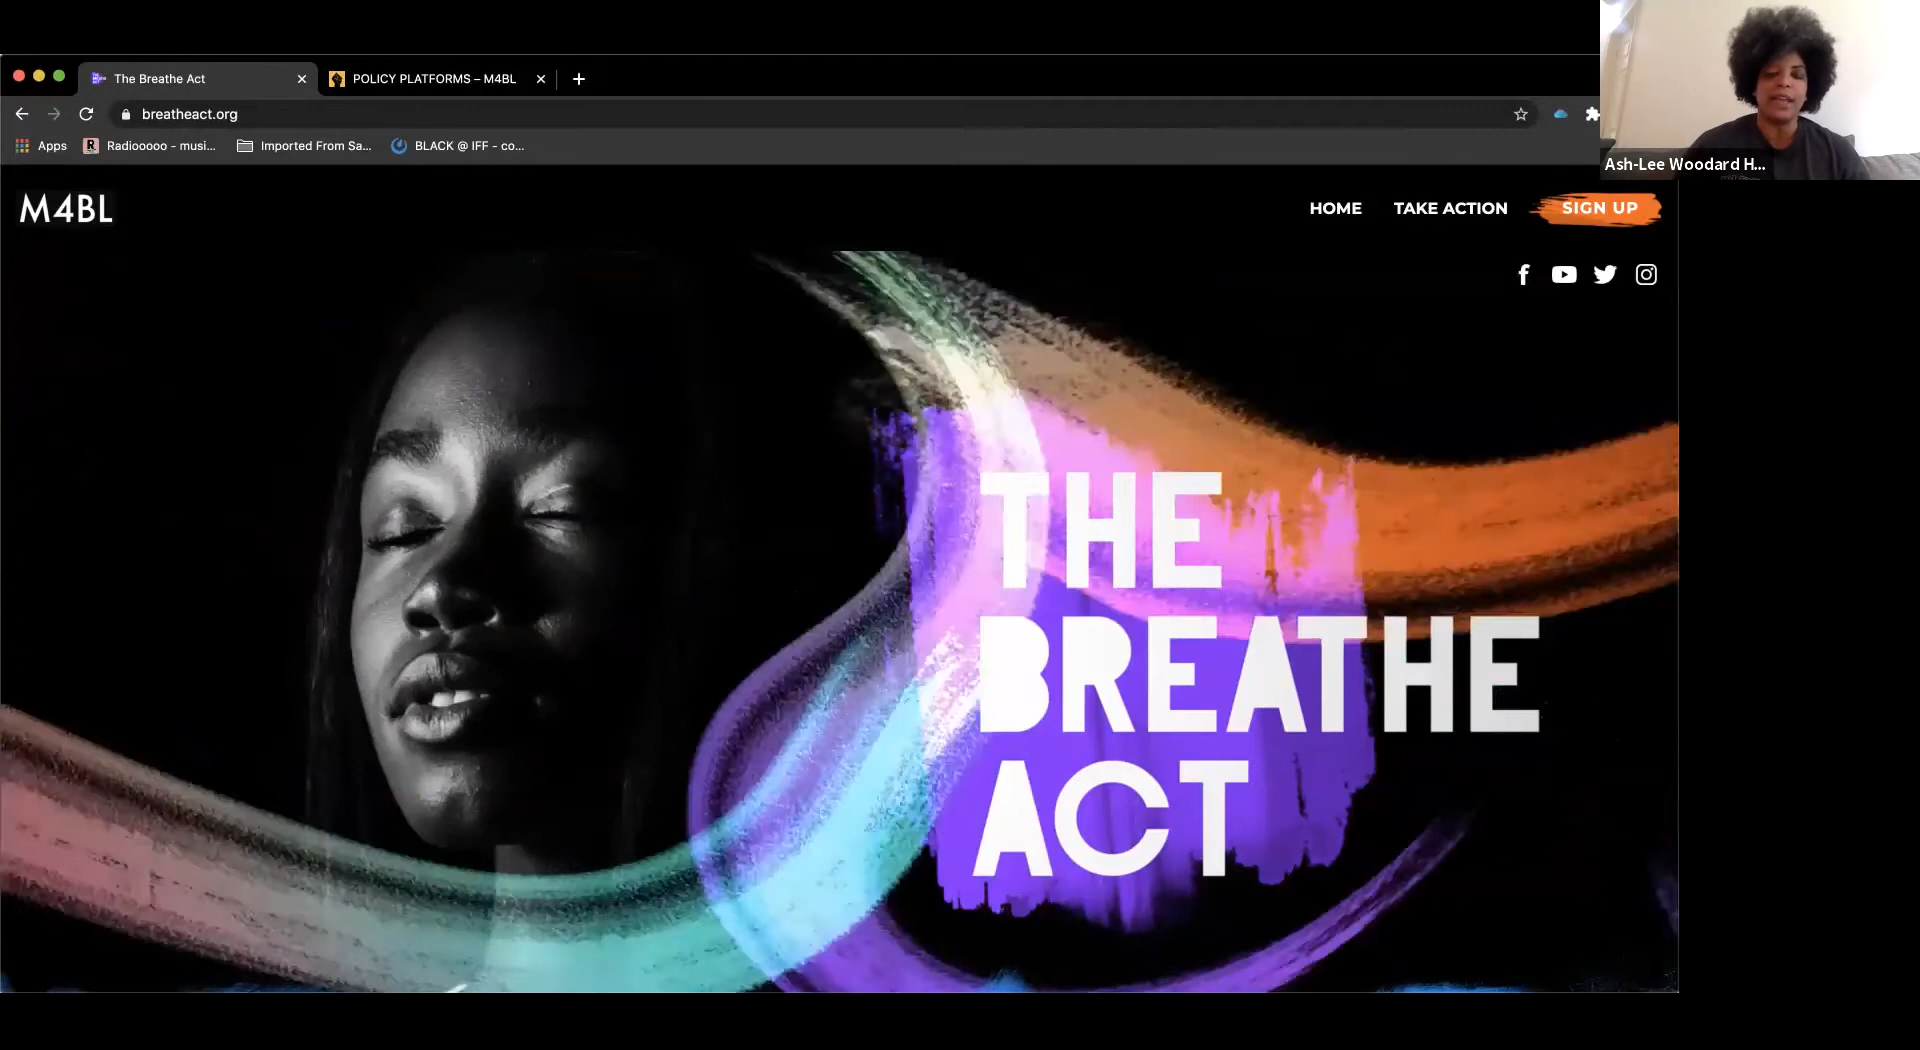 The Breathe Act
POLICY PLATFORMS – M4BL
breatheact.org
Apps
Radiooooo - musi...
Imported From Sa...
BLACK @ IFF - co...
Ash-Lee Woodard H...
M4BL
HOME
TAKE ACTION
SIGN UP
THE
BREATHE
ACT